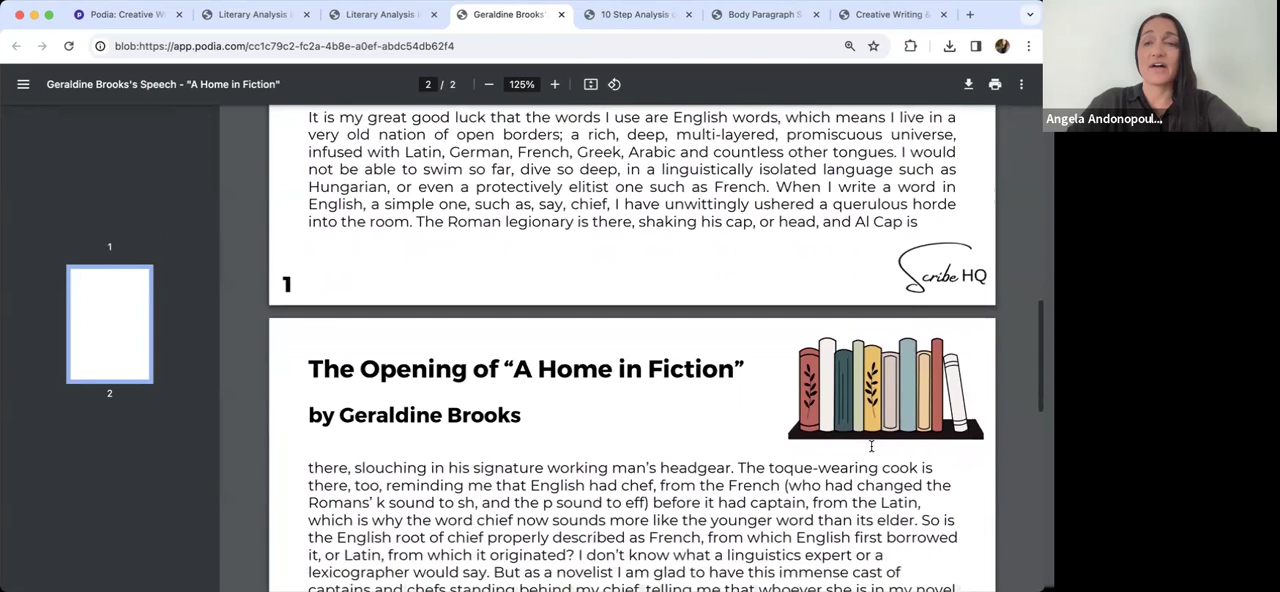 Podia: Creative W
Literary Analysis
Literary Analysis
Geraldine Brooks'
10 Step Analysis o
Body Paragraph S
Creative Writing &
blob:https://app.podia.com/cc1c79c2-fc2a-4b8e-a0ef-abdc54db62f4
Geraldine Brooks's Speech - "A Home in Fiction"
2 / 2
125%
Angela Andonopoul...
It is my great good luck that the words I use are English words, which means I live in a
very old nation of open borders; a rich, deep, multi-layered, promiscuous universe,
infused with Latin, German, French, Greek, Arabic and countless other tongues. I would
not be able to swim so far, dive so deep, in a linguistically isolated language such as
Hungarian, or even a protectively elitist one such as French. When I write a word in
English, a simple one, such as, say, chief, I have unwittingly ushered a querulous horde
into the room. The Roman legionary is there, shaking his cap, or head, and Al Cap is
1
Scribe HQ
1
2
The Opening of “A Home in Fiction”
by Geraldine Brooks
there, slouching in his signature working man’s headgear. The toque-wearing cook is
there, too, reminding me that English had chef, from the French (who had changed the
Romans’ k sound to sh, and the p sound to eff) before it had captain, from the Latin,
which is why the word chief now sounds more like the younger word than its elder. So is
the English root of chief properly described as French, from which English first borrowed
it, or Latin, from which it originated? I don’t know what a linguistics expert or a
lexicographer would say. But as a novelist I am glad to have this immense cast of
captains and chefs standing behind my chief, telling me that whoever she is in my novel